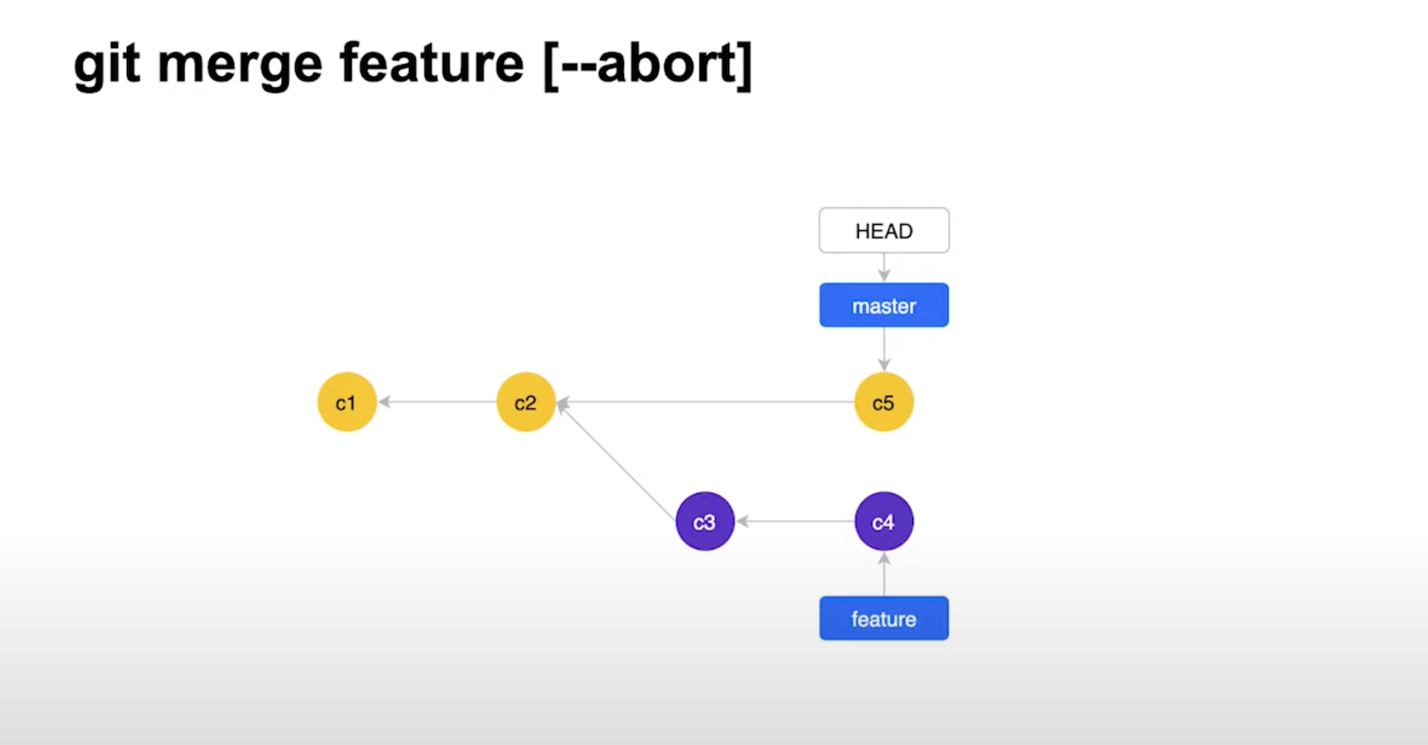 git merge feature [--abort]
HEAD
master
c1
c2
c5
c3
c4
feature